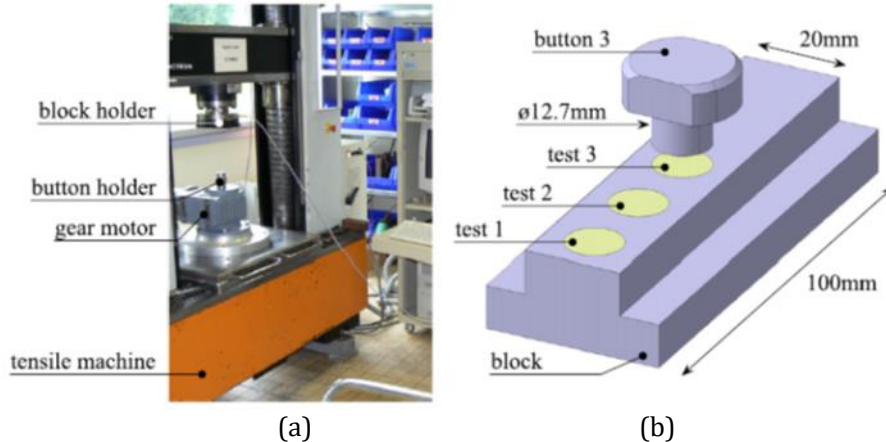 block holder
button holder
gear motor
tensile machine
(a)
button 3
20mm
ø12.7mm
test 3
test 2
test 1
100mm
block
(b)